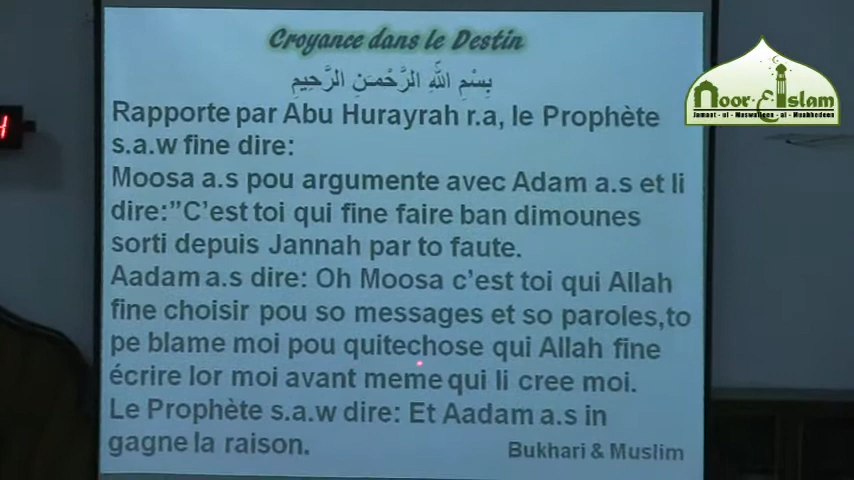 Croyance dans le Destin
بِسْمِ اللَّهِ الرَّحْمـَنِ الرَّحِيمِ
Rapporte par Abu Hurayrah r.a, le Prophète
s.a.w fine dire:
Moosa a.s pou argumente avec Adam a.s et li
dire:”C’est toi qui fine faire ban dimounes
sorti depuis Jannah par to faute.
Aadam a.s dire: Oh Moosa c’est toi qui Allah
fine choisir pou so messages et so paroles,to
pe blame moi pou quitechose qui Allah fine
écrire lor moi avant meme qui li cree moi.
Le Prophète s.a.w dire: Et Aadam a.s in
gagne la raison.
Bukhari & Muslim
Noor-E-Islam